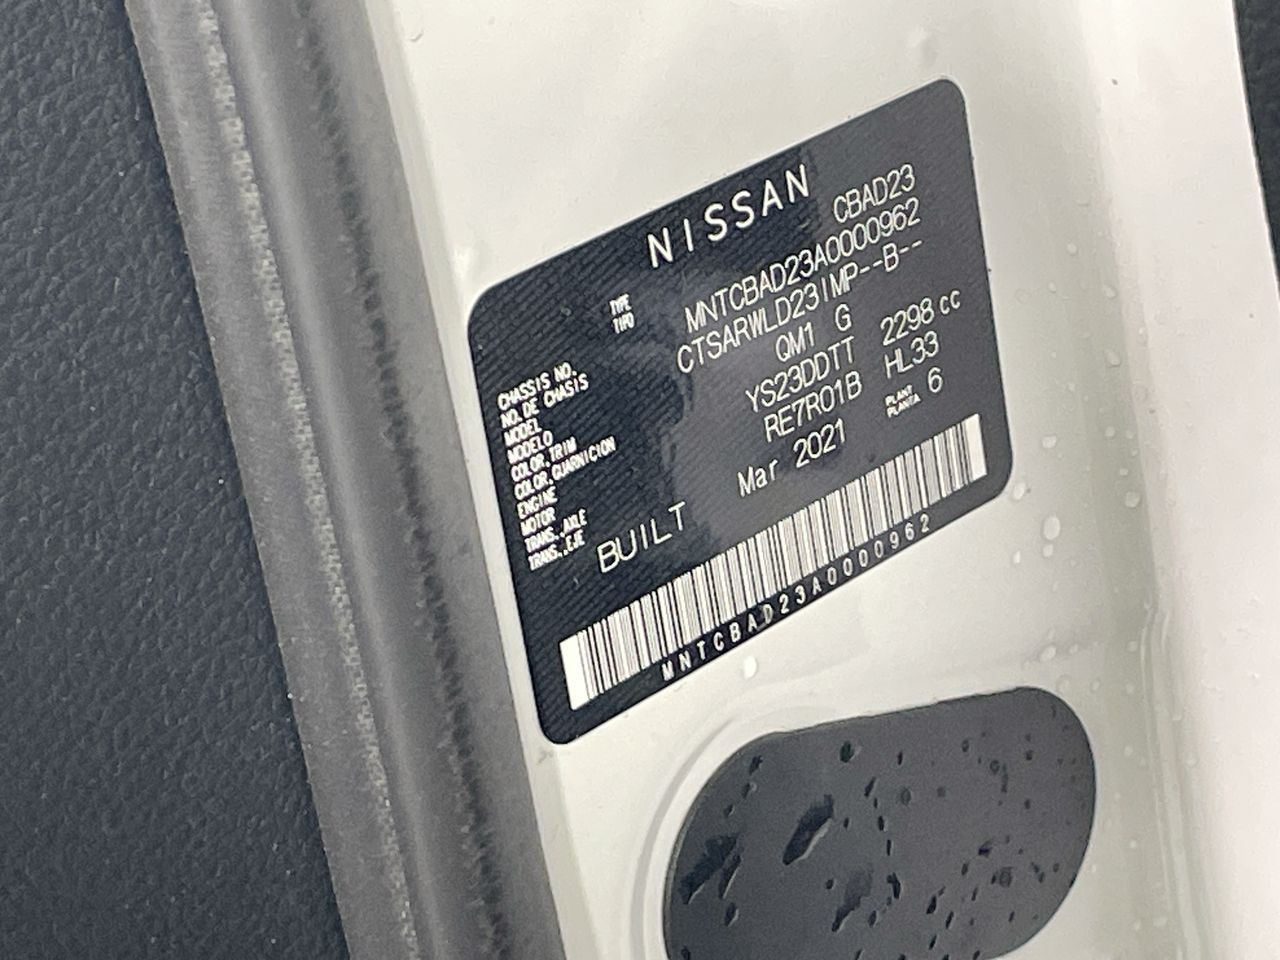 NISSAN
TYPE
TIPO CBAD23
CHASSIS NO.
NO. DE CHASIS MNTCBAD23A0000962
MODEL
MODELO CTSARWLD23IMP--B--
COLOR, TRIM
COLOR, GUARNICION QM1 G
ENGINE
MOTOR YS23DDTT 2298 cc
TRANS., AXLE
TRANS., EJE RE7R01B HL33
BUILT Mar 2021 PLANT
PLANTA 6
MNTCBAD23A0000962